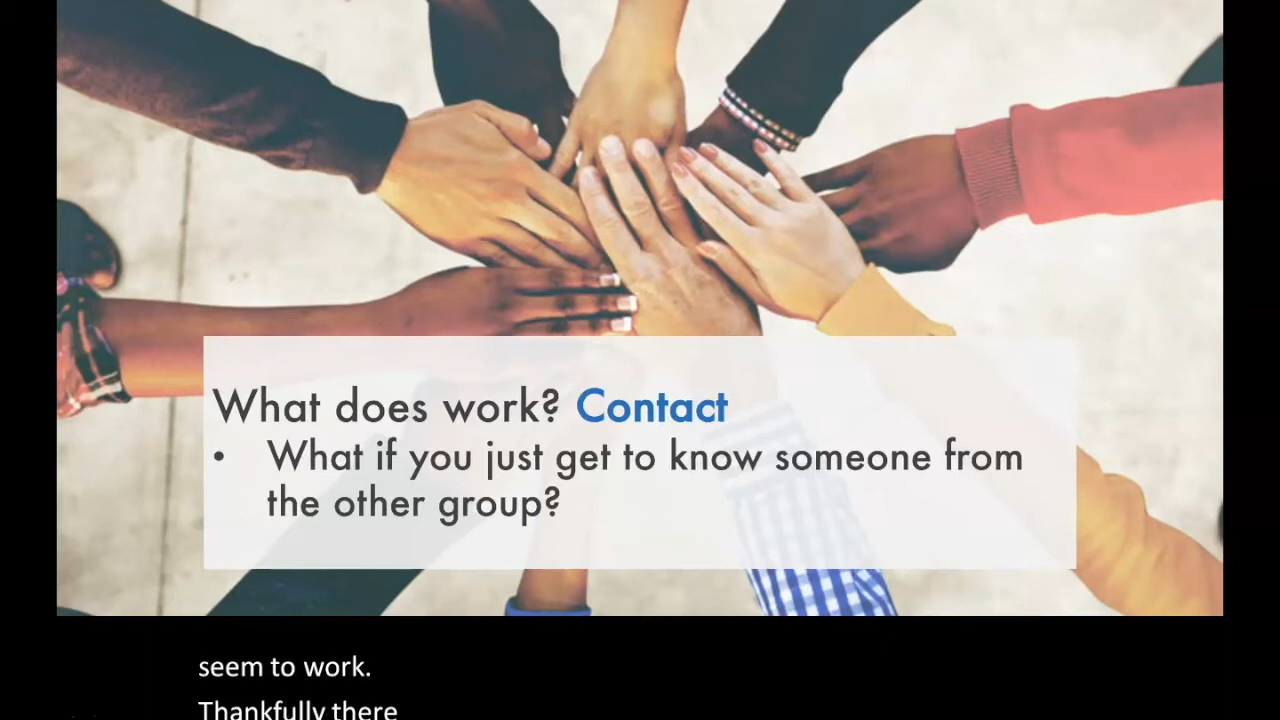 What does work? Contact
• What if you just get to know someone from
the other group?
seem to work.
Thankfully there